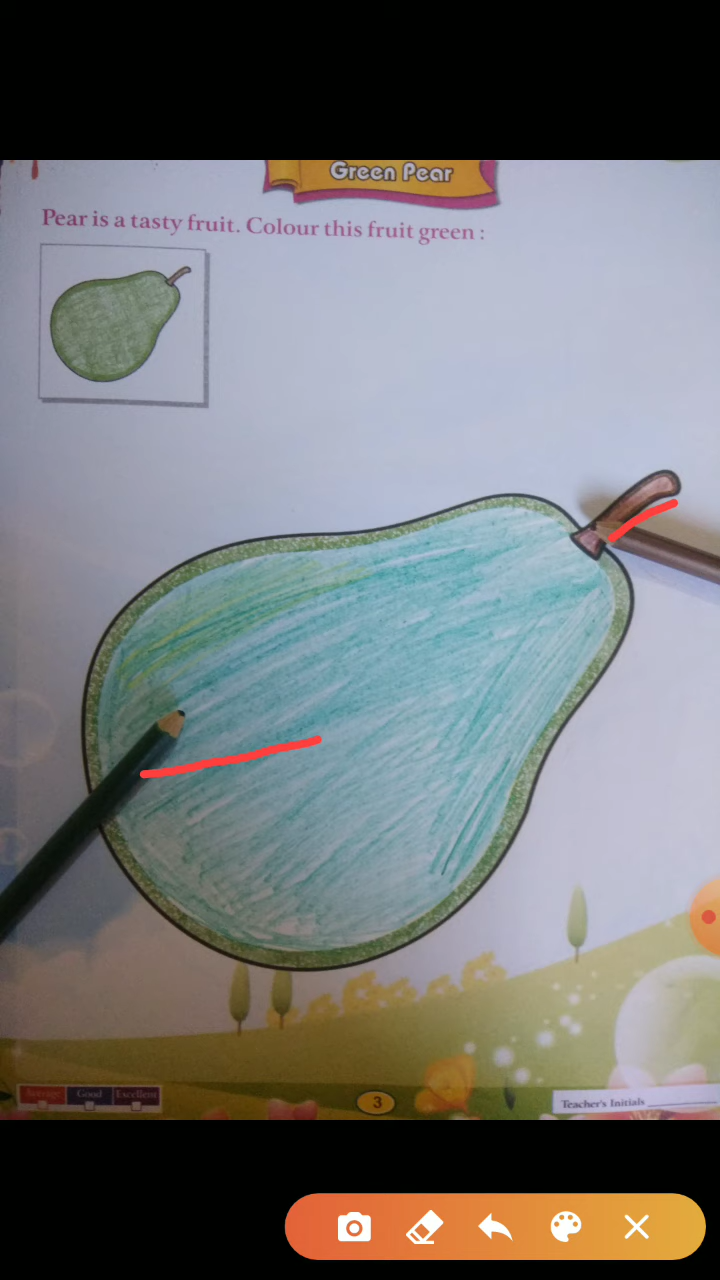 Green Pear
Pear is a tasty fruit. Colour this fruit green :
Average Good Excellent
3
Teacher's Initials